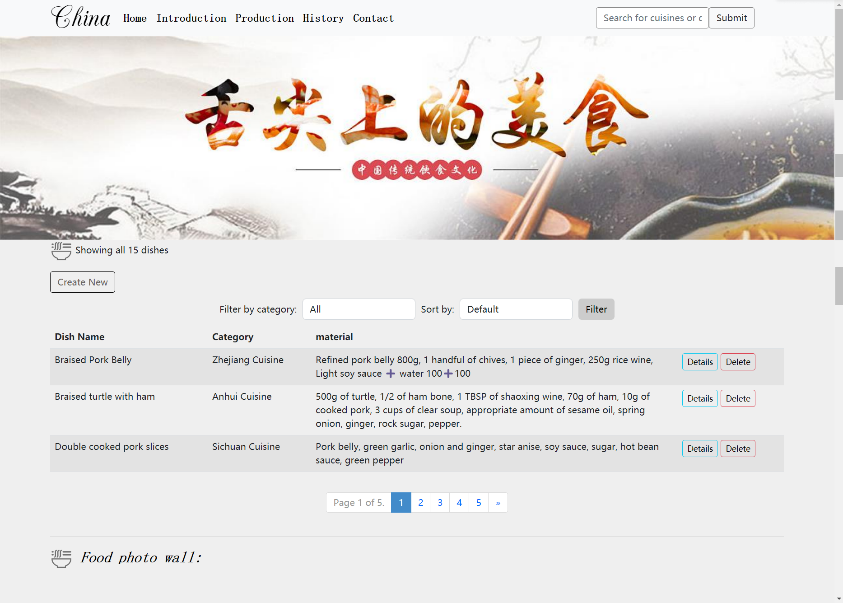 China Home Introduction Production History Contact Search for cuisines or c Submit
舌尖上的美食
中国传统饮食文化
Showing all 15 dishes
Create New
Filter by category: All Sort by: Default Filter
Dish Name Category material
Braised Pork Belly Zhejiang Cuisine Refined pork belly 800g, 1 handful of chives, 1 piece of ginger, 250g rice wine, Details Delete
Light soy sauce ➕ water 100➕100
Braised turtle with ham Anhui Cuisine 500g of turtle, 1/2 of ham bone, 1 TBSP of shaoxing wine, 70g of ham, 10g of Details Delete
cooked pork, 3 cups of clear soup, appropriate amount of sesame oil, spring
onion, ginger, rock sugar, pepper.
Double cooked pork slices Sichuan Cuisine Pork belly, green garlic, onion and ginger, star anise, soy sauce, sugar, hot bean Details Delete
sauce, green pepper
Page 1 of 5. 1 2 3 4 5 »
Food photo wall: